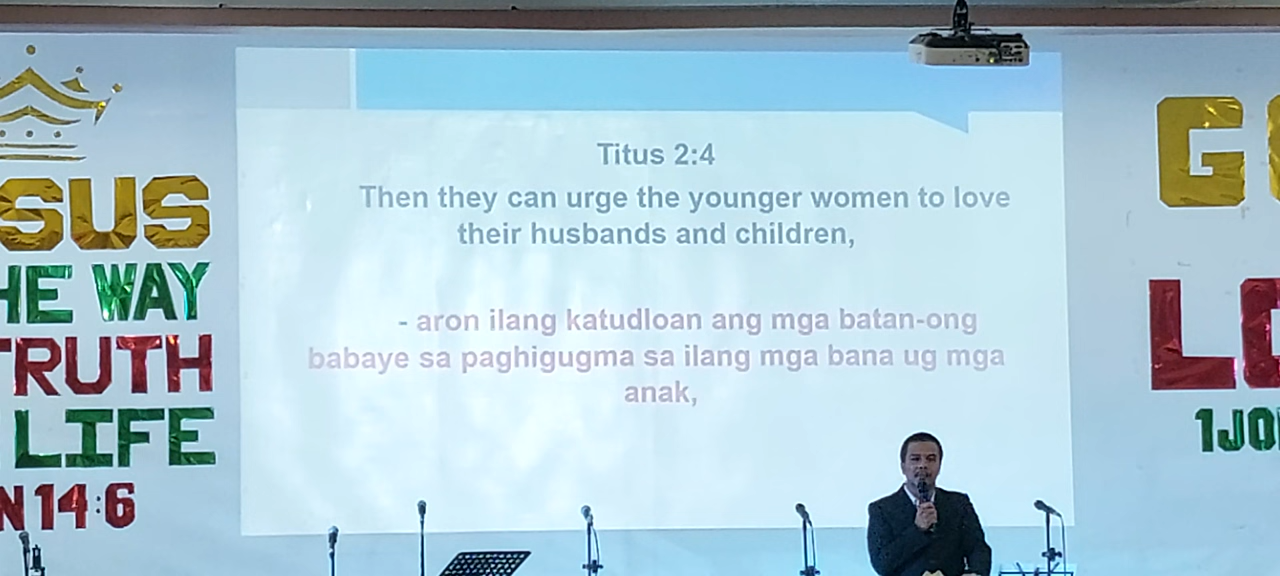 SUS
HE WAY
TRUTH
LIFE
N 14:6
Titus 2:4
Then they can urge the younger women to love
their husbands and children,
- aron ilang katudloan ang mga batan-ong
babaye sa paghigugma sa ilang mga bana ug mga
anak,
G
L
1JO